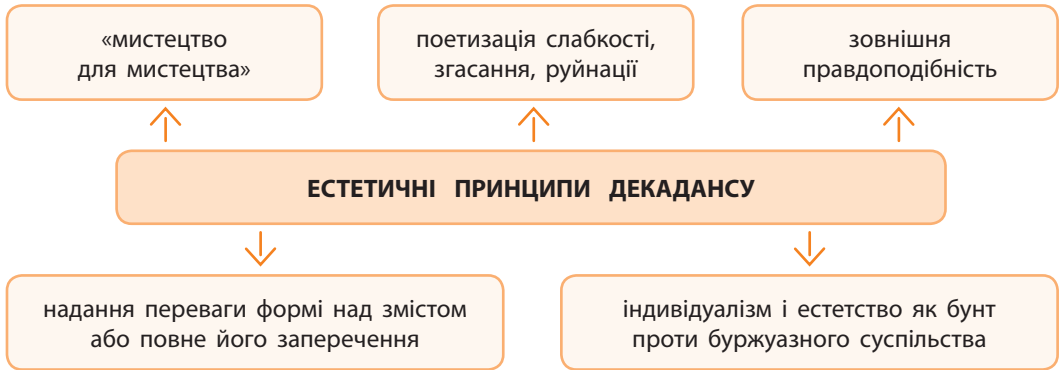 «мистецтво
для мистецтва»
поетизація слабкості,
згасання, руйнації
зовнішня
правдоподібність
ЕСТЕТИЧНІ ПРИНЦИПИ ДЕКАДАНСУ
надання переваги формі над змістом
або повне його заперечення
індивідуалізм і естетство як бунт
проти буржуазного суспільства